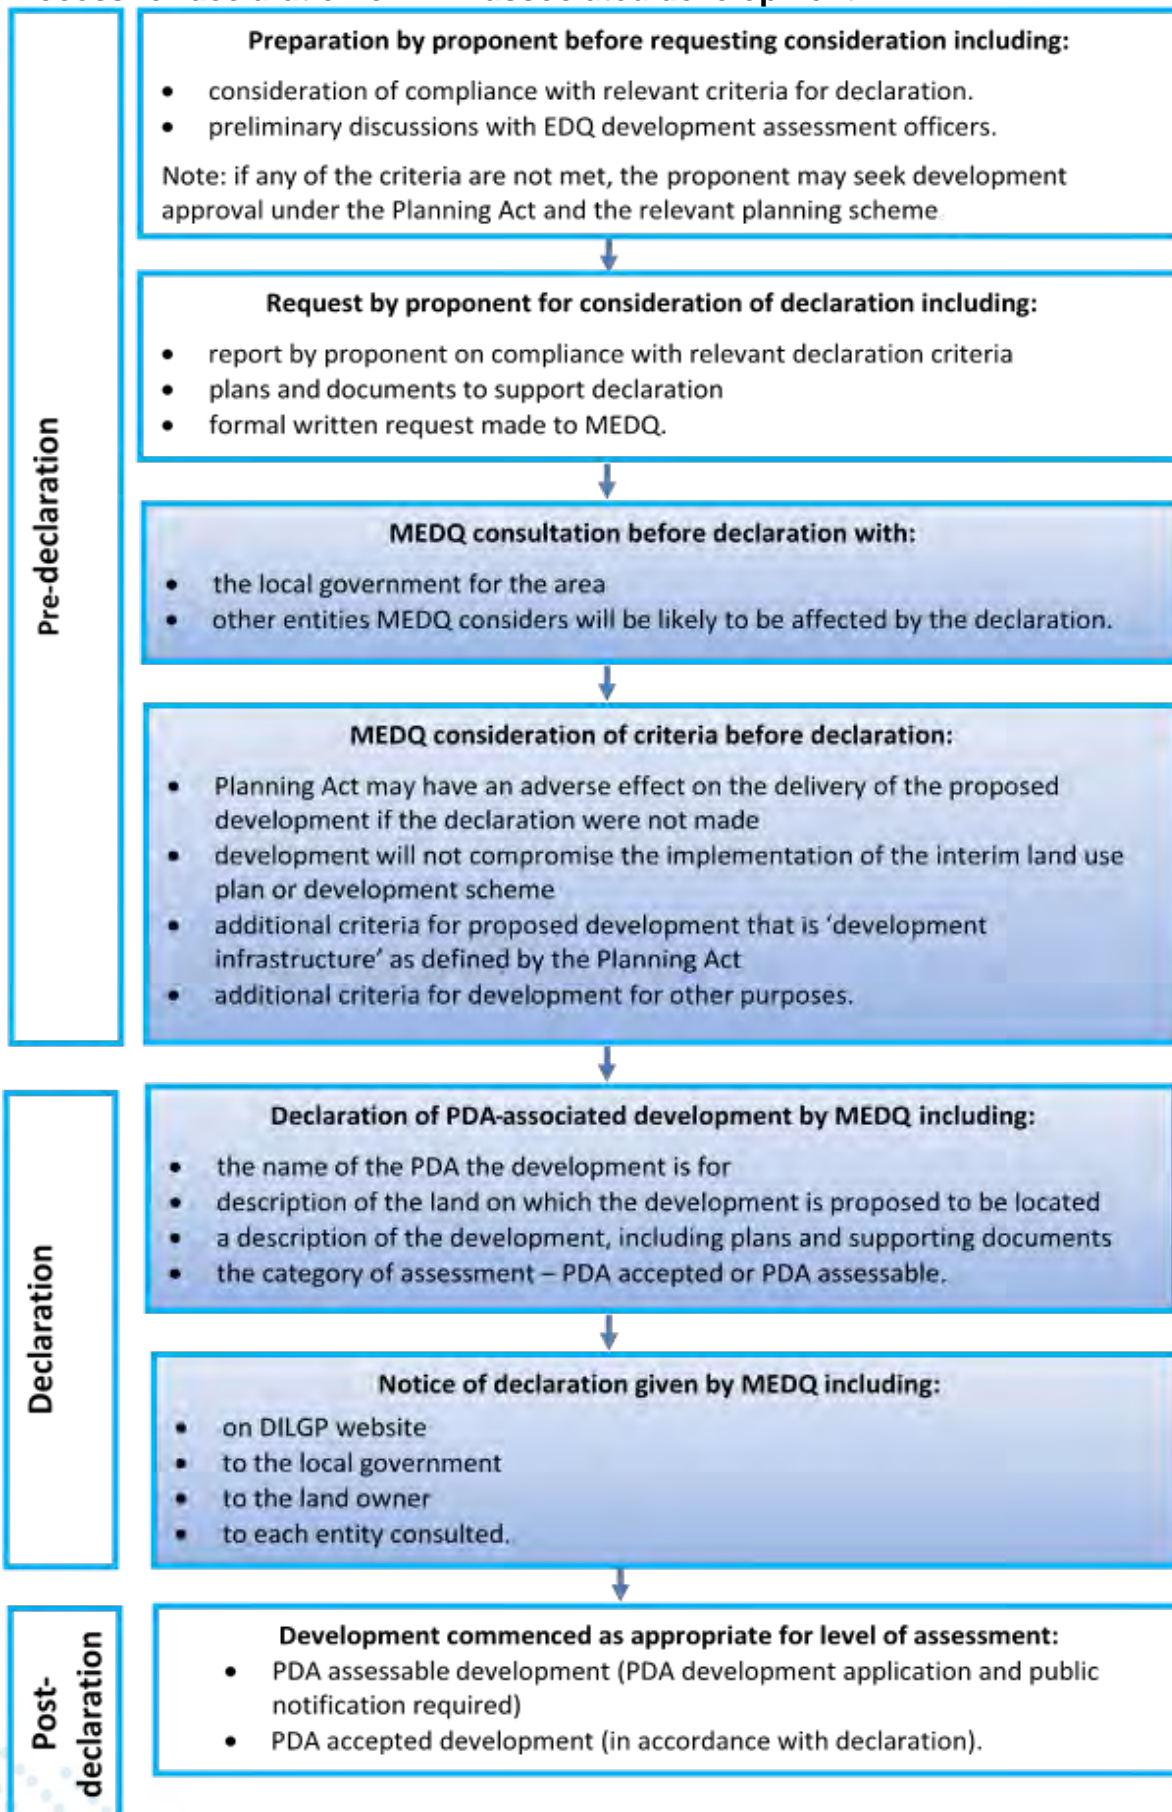 Preparation by proponent before requesting consideration including:
• consideration of compliance with relevant criteria for declaration.
• preliminary discussions with EDQ development assessment officers.
Note: if any of the criteria are not met, the proponent may seek development
approval under the Planning Act and the relevant planning scheme
Request by proponent for consideration of declaration including:
• report by proponent on compliance with relevant declaration criteria
• plans and documents to support declaration
• formal written request made to MEDQ.
Pre-declaration
MEDQ consultation before declaration with:
• the local government for the area
• other entities MEDQ considers will be likely to be affected by the declaration.
MEDQ consideration of criteria before declaration:
• Planning Act may have an adverse effect on the delivery of the proposed
development if the declaration were not made
• development will not compromise the implementation of the interim land use
plan or development scheme
• additional criteria for proposed development that is ‘development
infrastructure’ as defined by the Planning Act
• additional criteria for development for other purposes.
Declaration of PDA-associated development by MEDQ including:
• the name of the PDA the development is for
• description of the land on which the development is proposed to be located
• a description of the development, including plans and supporting documents
• the category of assessment – PDA accepted or PDA assessable.
Declaration
Notice of declaration given by MEDQ including:
• on DILGP website
• to the local government
• to the land owner
• to each entity consulted.
Post-
declaration
Development commenced as appropriate for level of assessment:
• PDA assessable development (PDA development application and public
notification required)
• PDA accepted development (in accordance with declaration).